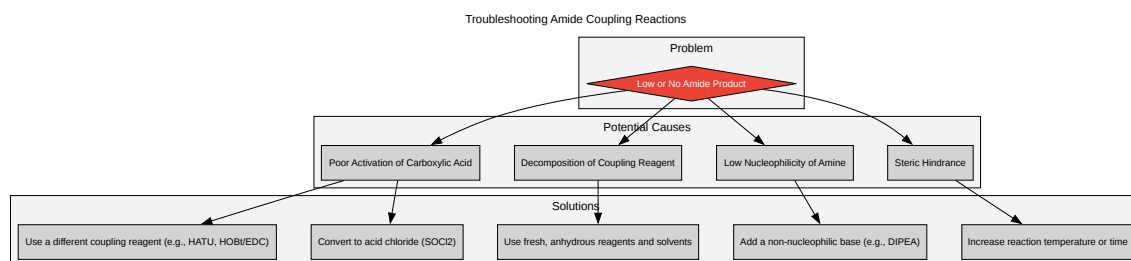 Troubleshooting Amide Coupling Reactions
Problem
Low or No Amide Product
Potential Causes
Poor Activation of Carboxylic Acid
Decomposition of Coupling Reagent
Low Nucleophilicity of Amine
Steric Hindrance
Solutions
Use a different coupling reagent (e.g., HATU, HOBt/EDC)
Convert to acid chloride (SOCl2)
Use fresh, anhydrous reagents and solvents
Add a non-nucleophilic base (e.g., DIPEA)
Increase reaction temperature or time